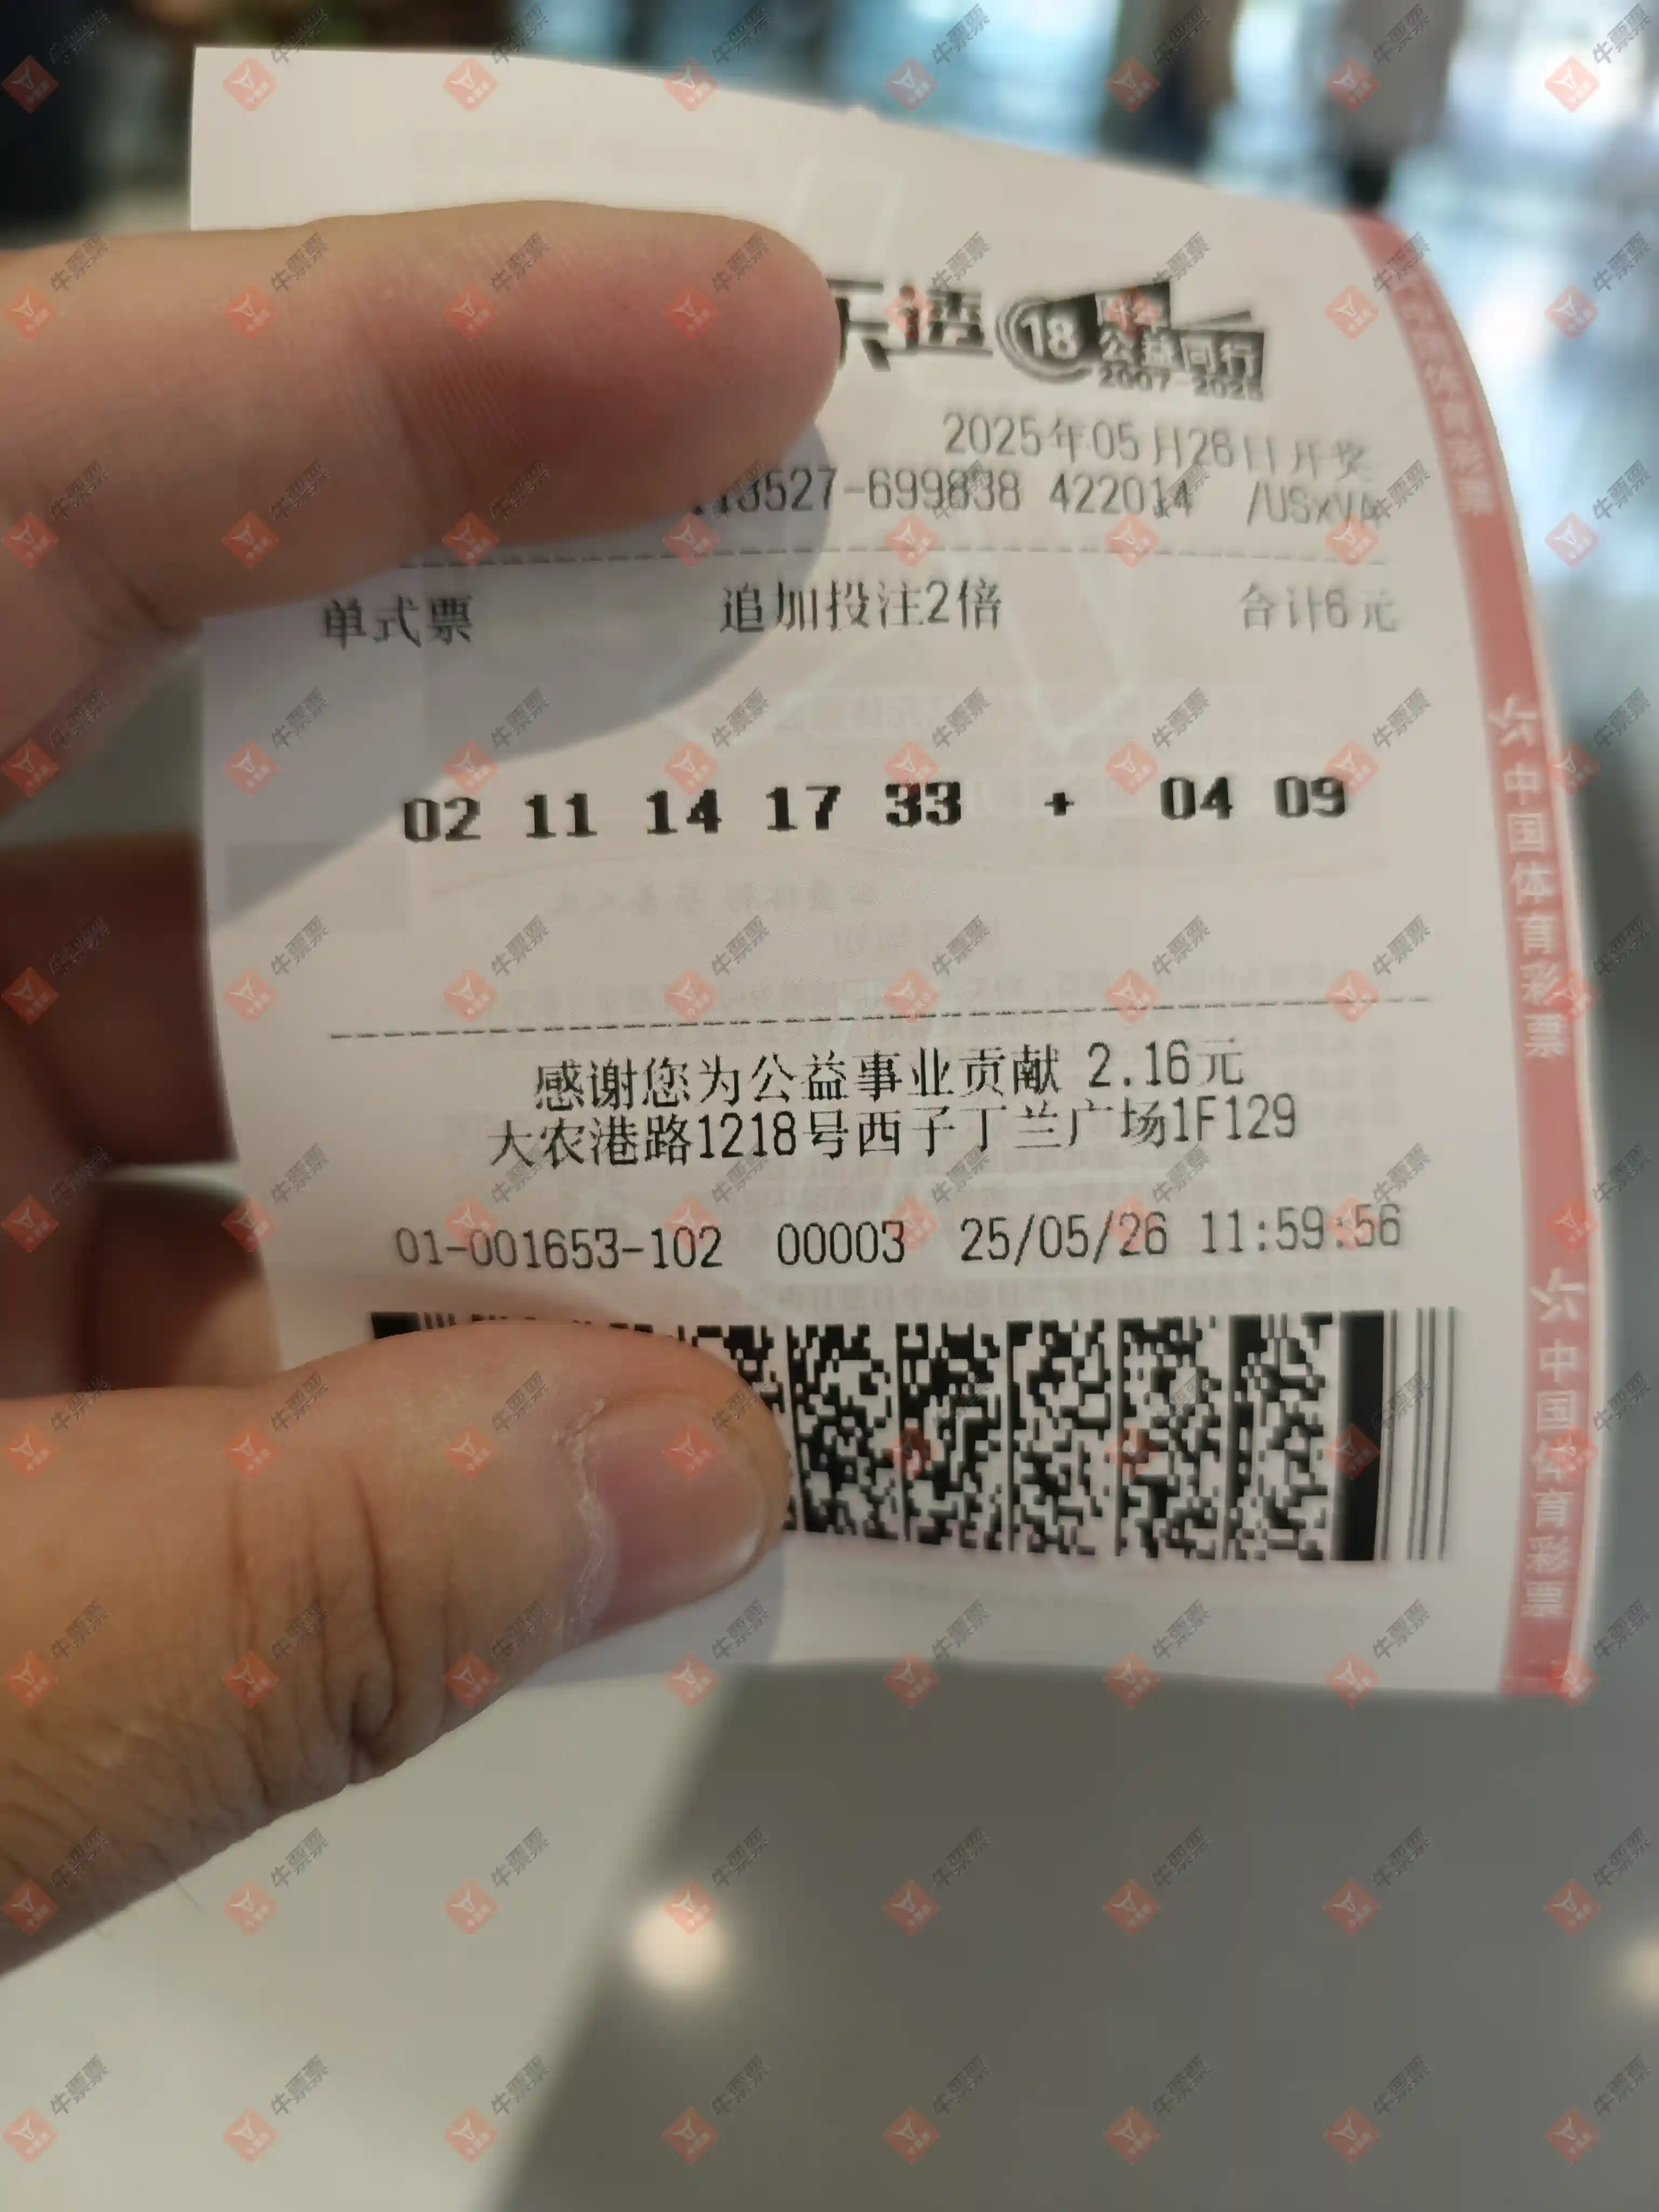 乐透 18 公益同行
2007-2025
2025年05月26日开奖
113527-699838 422014 /USxVA
单式票 追加投注2倍 合计6元
02 11 14 17 33 + 04 09
感谢您为公益事业贡献 2.16元
大农港路1218号西子丁兰广场1F129
01-001653-102 00003 25/05/26 11:59:56
中国体育彩票
中国体育彩票
中国体育彩票
牛票票